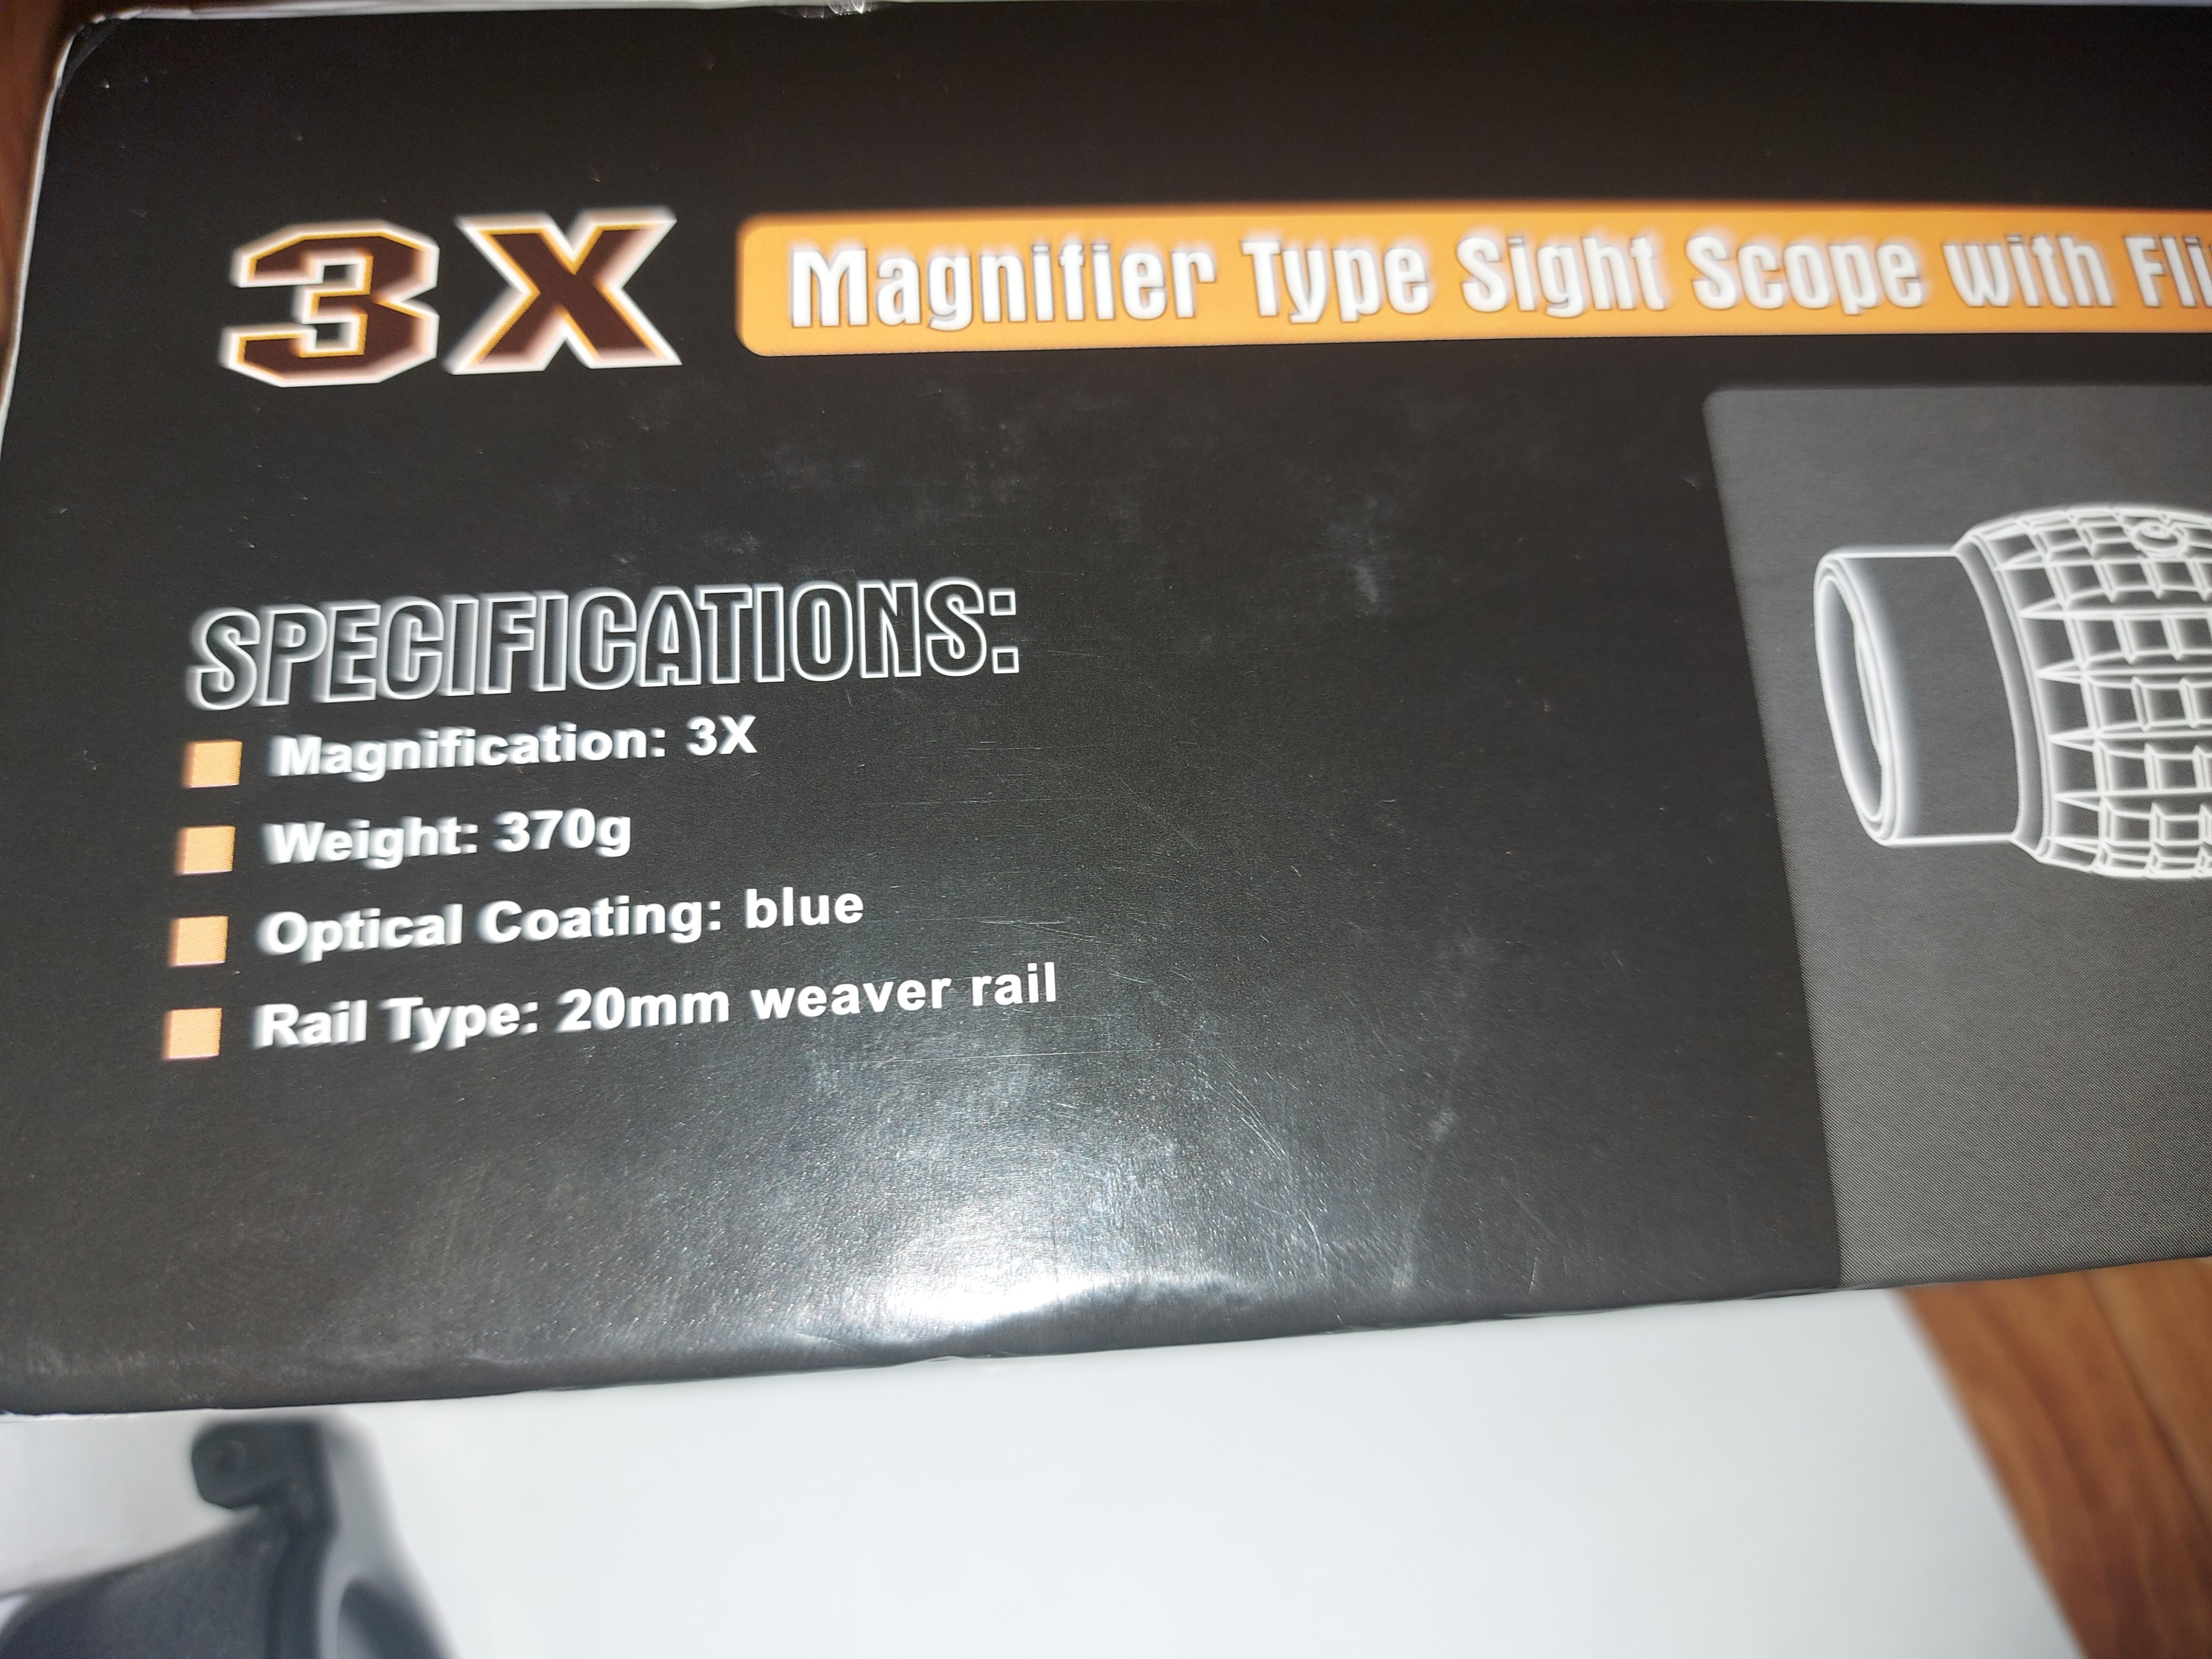 3X
Magnifier Type Sight Scope with Fli
SPECIFICATIONS:
Magnification: 3X
Weight: 370g
Optical Coating: blue
Rail Type: 20mm weaver rail